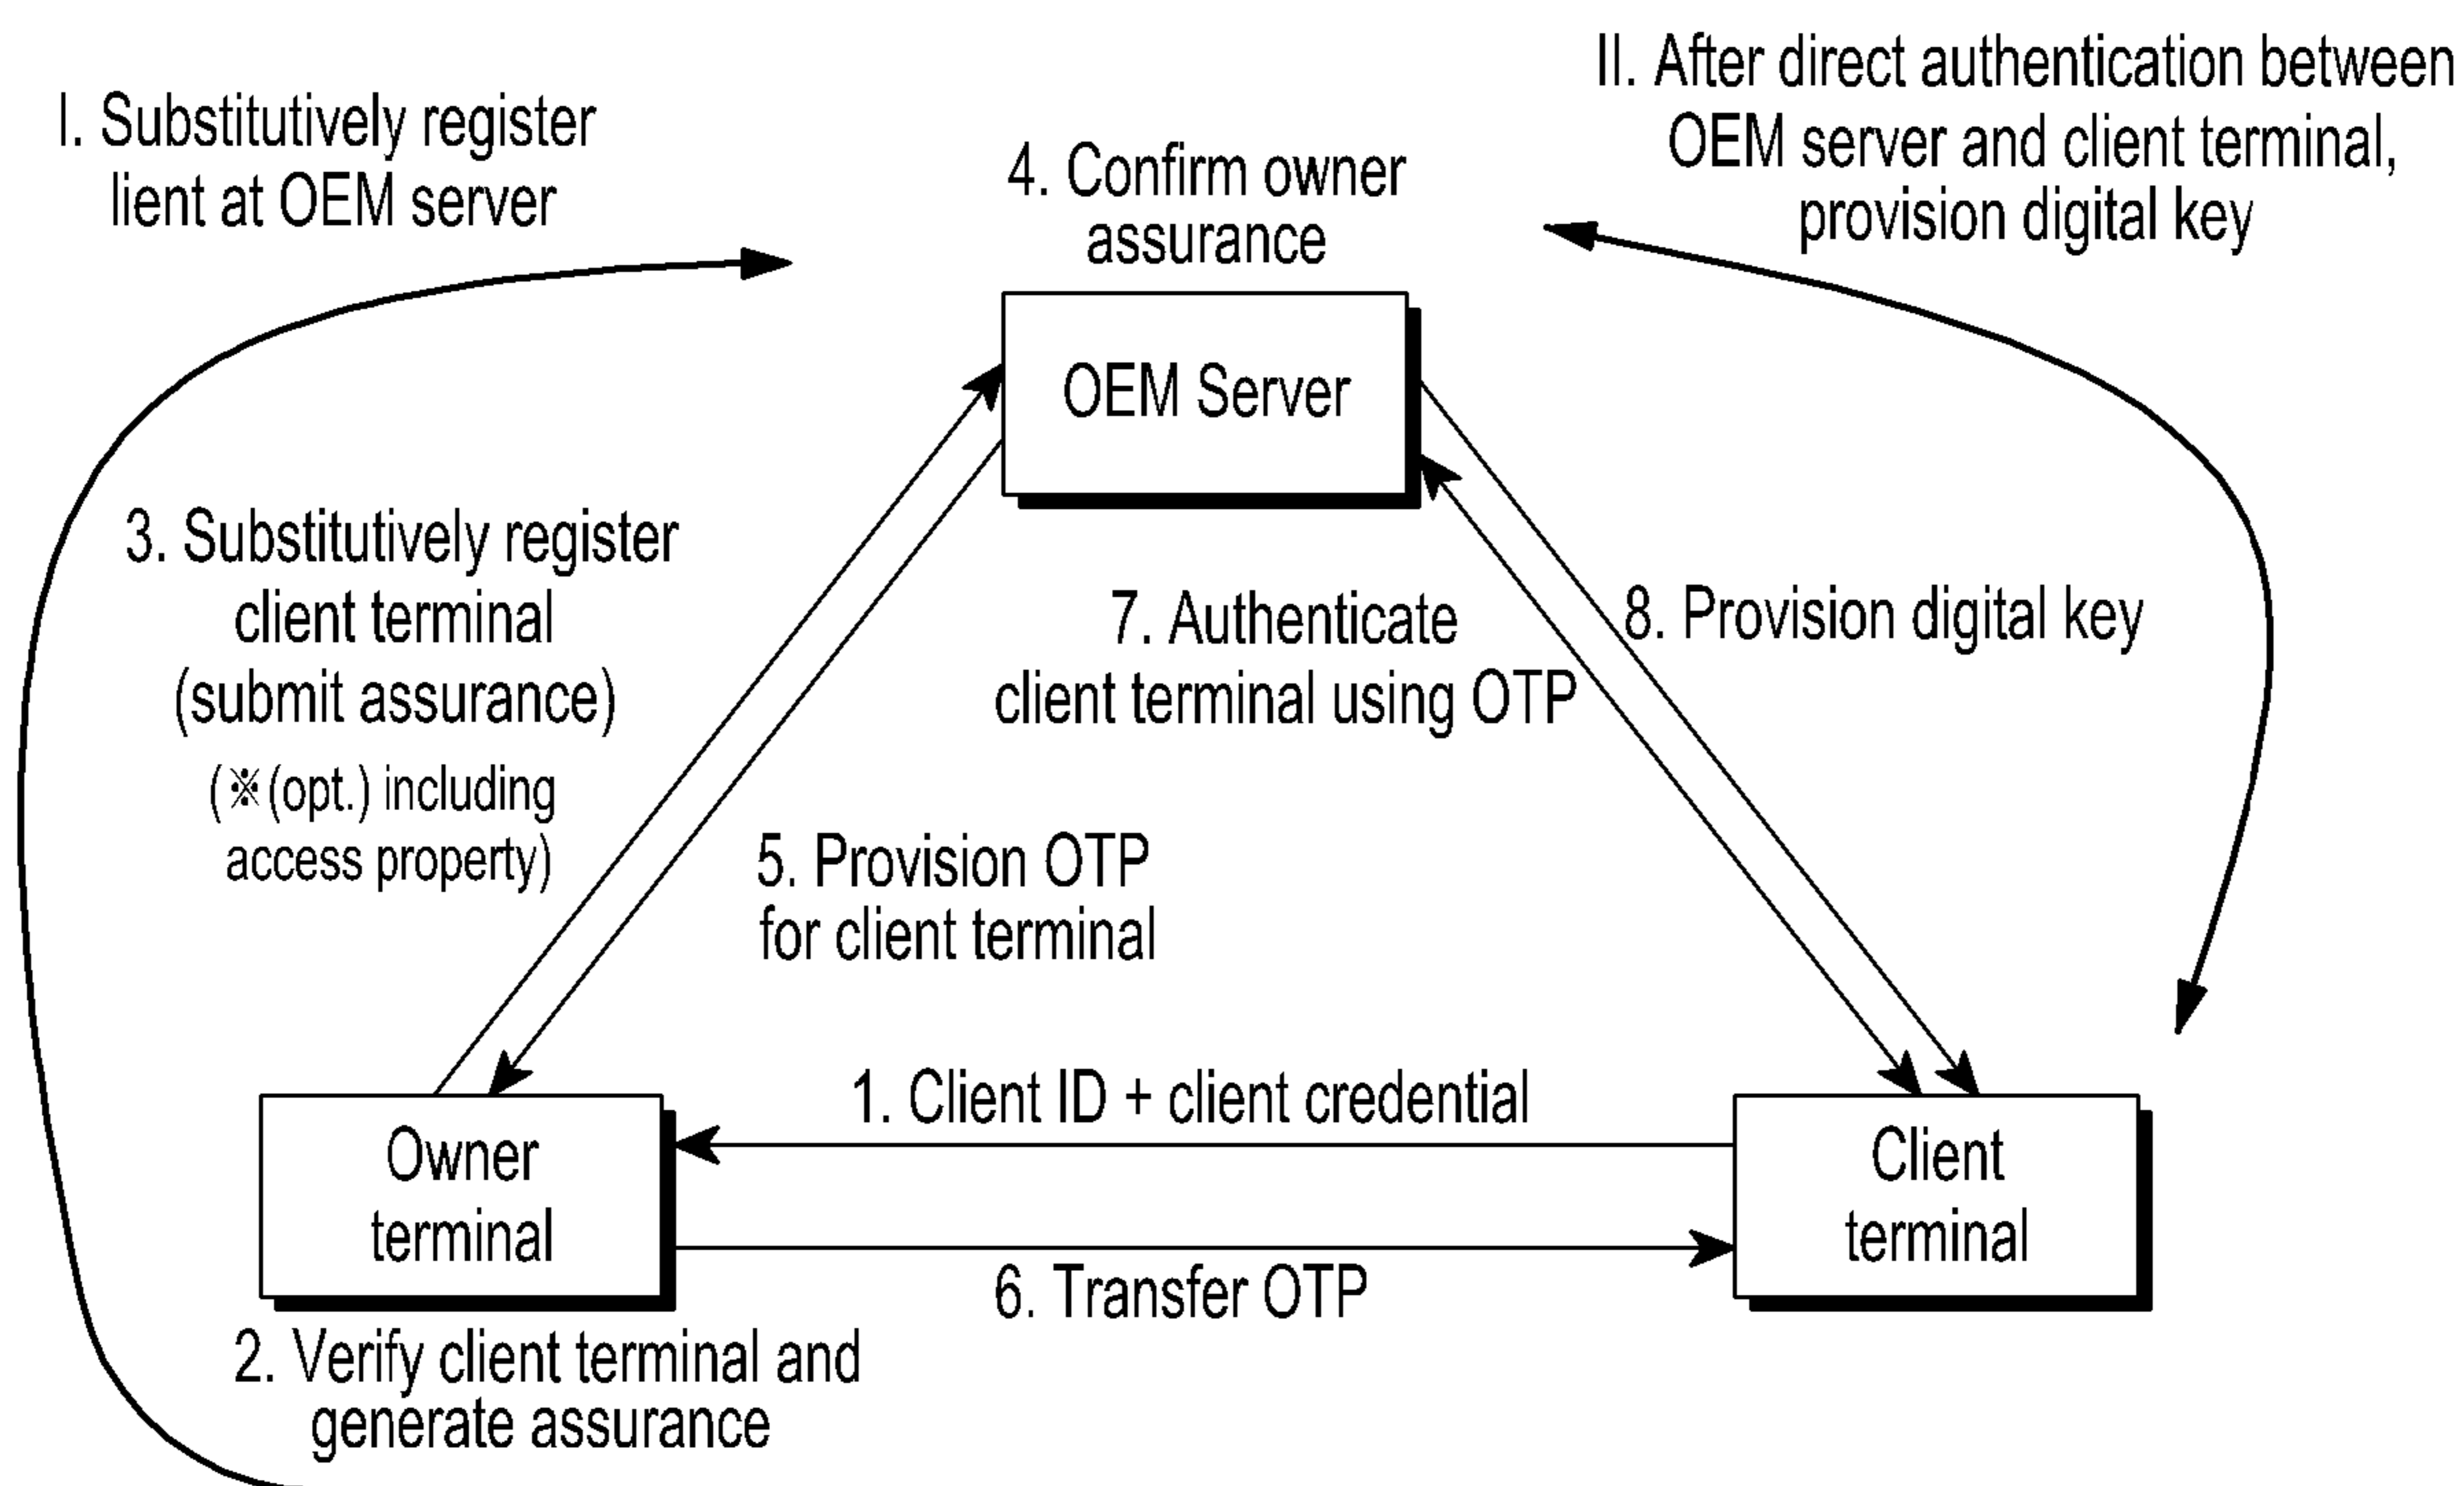 I. Substitutively register
lient at OEM server
II. After direct authentication between
OEM server and client terminal,
provision digital key
4. Confirm owner
assurance
OEM Server
3. Substitutively register
client terminal
(submit assurance)
(※(opt.) including
access property)
7. Authenticate
client terminal using OTP
8. Provision digital key
5. Provision OTP
for client terminal
1. Client ID + client credential
Owner
terminal
Client
terminal
6. Transfer OTP
2. Verify client terminal and
generate assurance